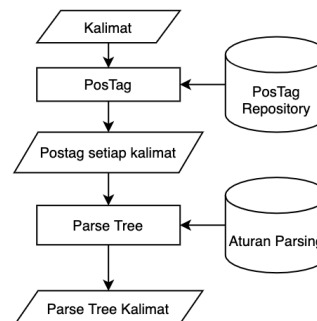 Kalimat
PosTag
PosTag
Repository
Postag setiap kalimat
Parse Tree
Aturan Parsing
Parse Tree Kalimat